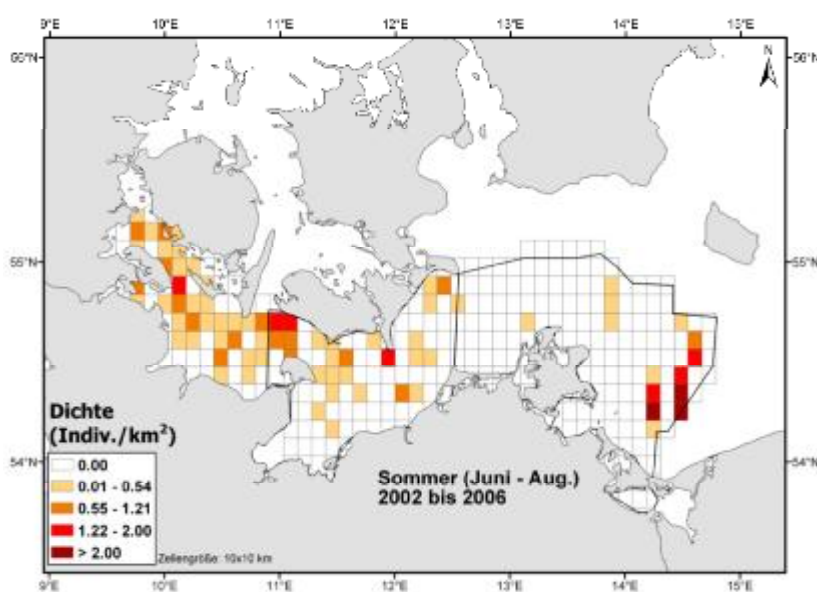 9°E 10°E 11°E 12°E 13°E 14°E 15°E
56°N 56°N
N
55°N 55°N
54°N 54°N
Dichte
(Indiv./km²)
0.00
0.01 - 0.54
0.55 - 1.21
1.22 - 2.00
> 2.00
Sommer (Juni - Aug.)
2002 bis 2006
Zellengröße: 10x10 km
9°E 10°E 11°E 12°E 13°E 14°E 15°E